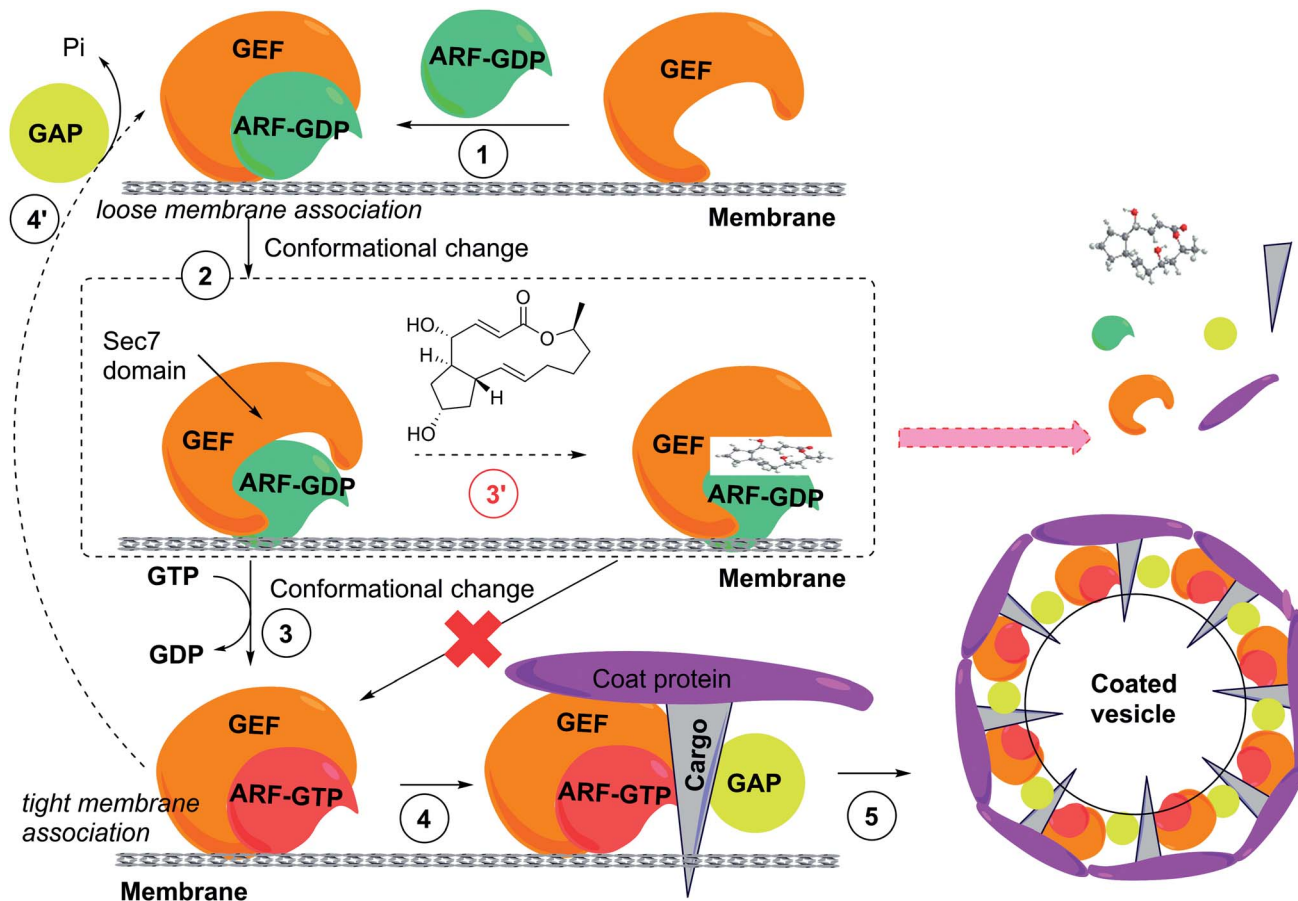 Pi
GEF
ARF-GDP
GEF
GAP
ARF-GDP
1
4'
loose membrane association
Membrane
Conformational change
2
O
HO
O
Sec7
domain
H
H
HO
GEF
GEF
ARF-GDP
3'
ARF-GDP
GTP
Conformational change
Membrane
3
GDP
Coat protein
Coated
vesicle
GEF
GEF
Cargo
ARF-GTP
ARF-GTP
GAP
tight membrane
association
4
5
Membrane